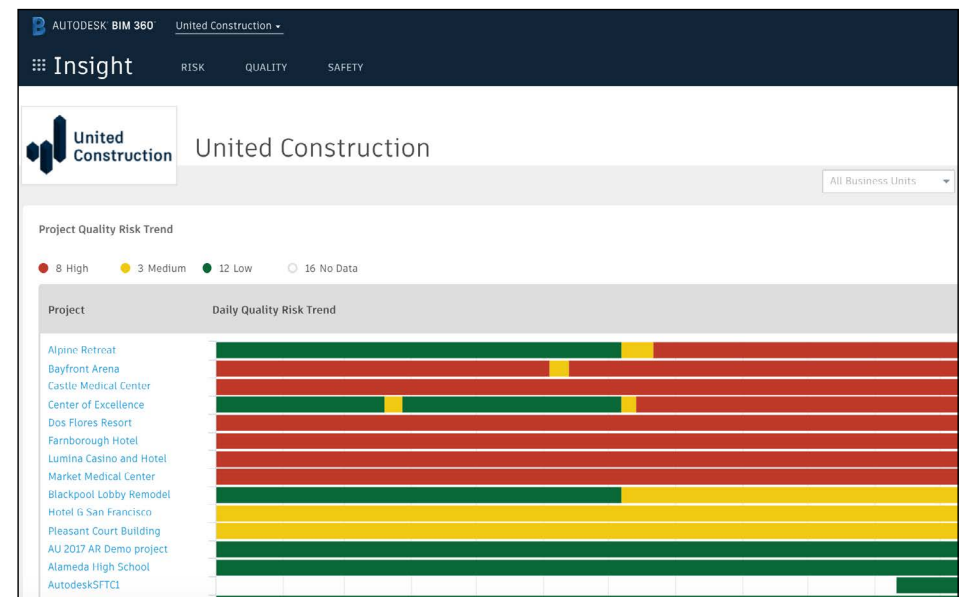 AUTODESK® BIM 360™ United Construction
Insight RISK QUALITY SAFETY
United
Construction
United Construction
All Business Units
Project Quality Risk Trend
8 High 3 Medium 12 Low 16 No Data
Project Daily Quality Risk Trend
Alpine Retreat
Bayfront Arena
Castle Medical Center
Center of Excellence
Dos Flores Resort
Farnborough Hotel
Lumina Casino and Hotel
Market Medical Center
Blackpool Lobby Remodel
Hotel G San Francisco
Pleasant Court Building
AU 2017 AR Demo project
Alameda High School
AutodeskSFTC1